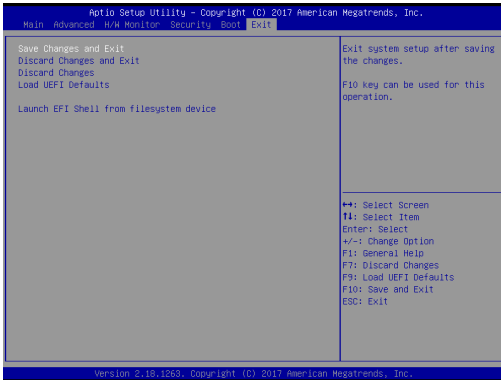 Aptio Setup Utility – Copyright (C) 2017 American Megatrends, Inc.
Main Advanced H/W Monitor Security Boot Exit
Save Changes and Exit
Discard Changes and Exit
Discard Changes
Load UEFI Defaults
Launch EFI Shell from filesystem device
Exit system setup after saving
the changes.
F10 key can be used for this
operation.
↔: Select Screen
↑↓: Select Item
Enter: Select
+/-: Change Option
F1: General Help
F7: Discard Changes
F9: Load UEFI Defaults
F10: Save and Exit
ESC: Exit
Version 2.18.1263. Copyright (C) 2017 American Megatrends, Inc.